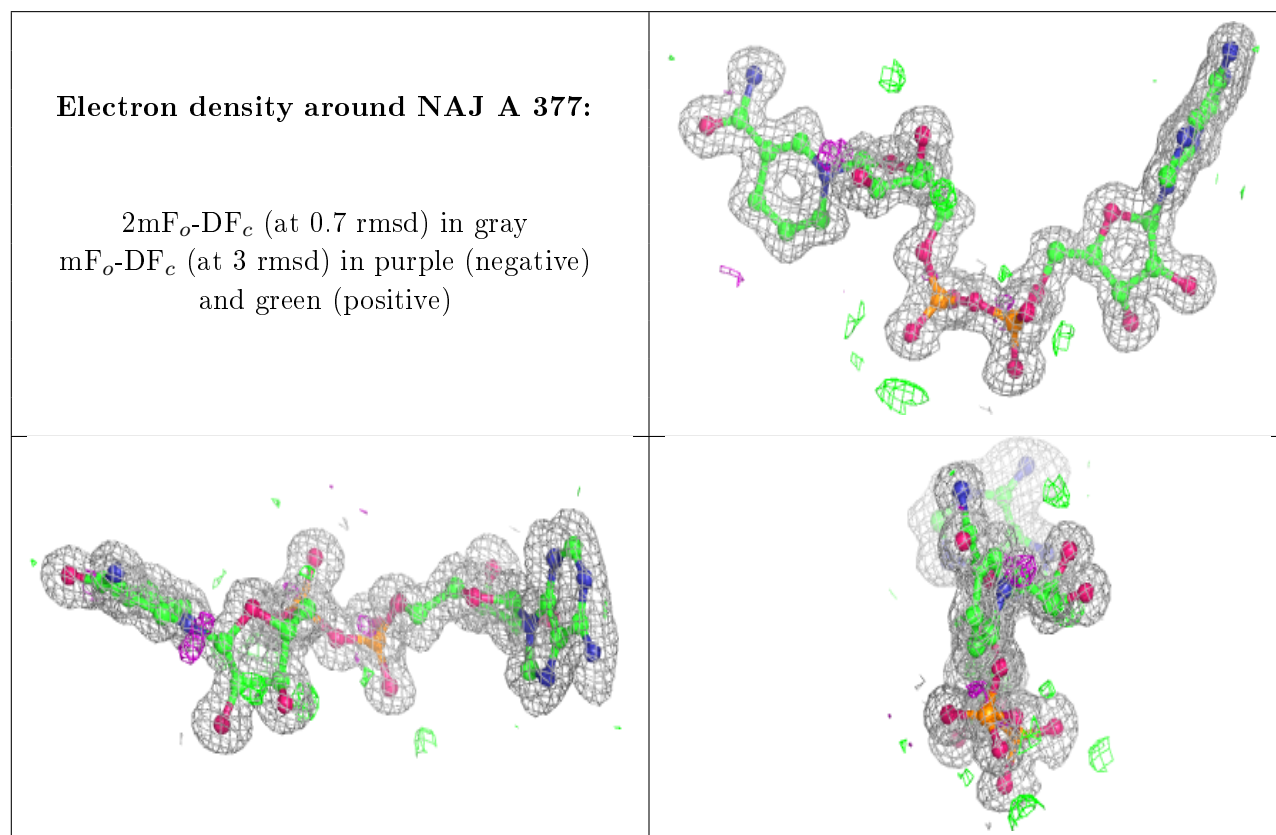 Electron density around NAJ A 377:
2mFo-DFc (at 0.7 rmsd) in gray
mFo-DFc (at 3 rmsd) in purple (negative)
and green (positive)